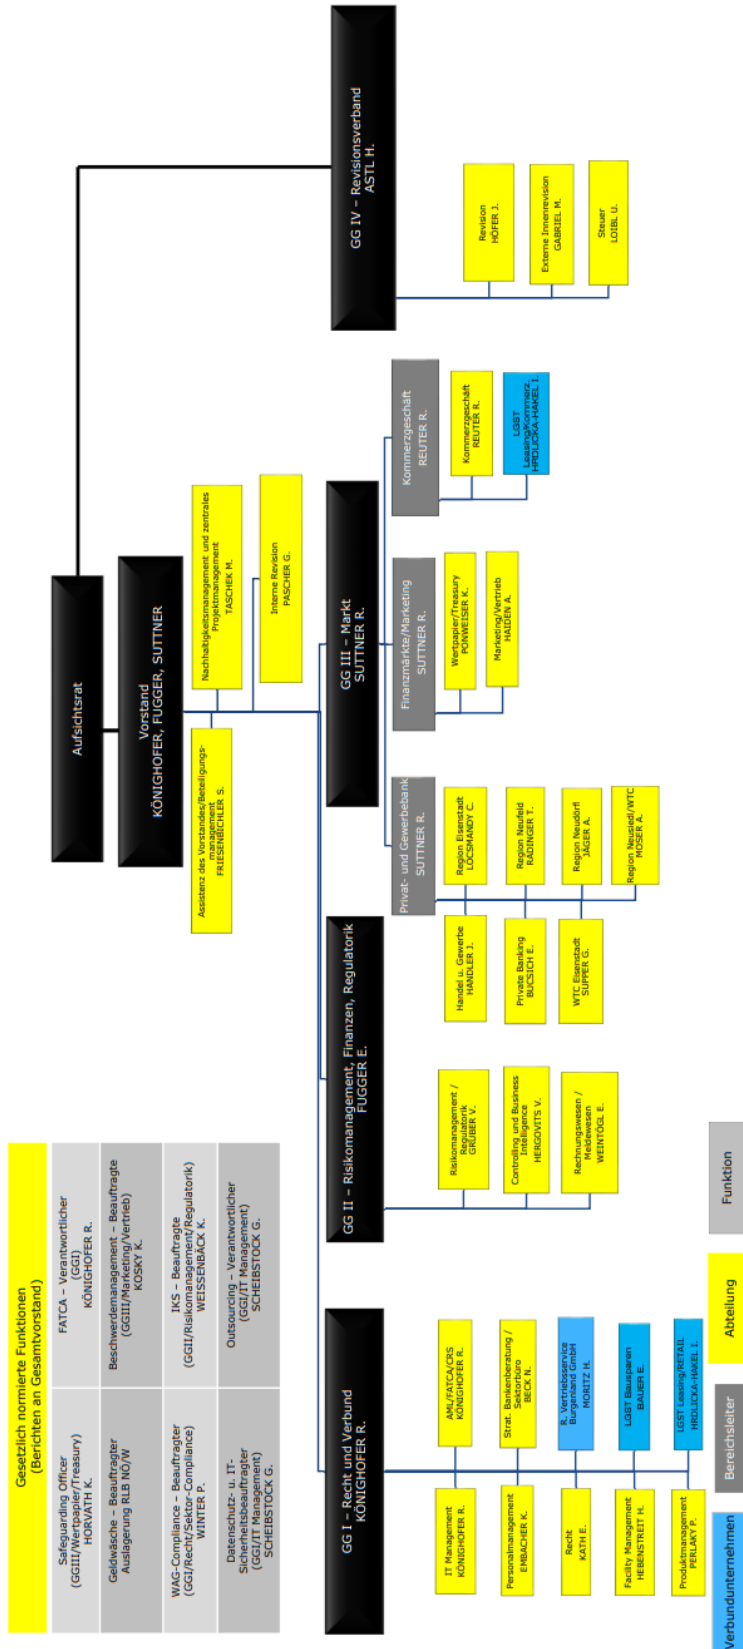 Gesetzlich normierte Funktionen
(Berichten an Gesamtvorstand)
Safeguarding Officer
(GGIII/Wertpapier/Treasury)
HORVATH K.
FATCA – Verantwortlicher
(GGI)
KÖNIGHOFER R.
Geldwäsche – Beauftragter
Auslagerung RLB NÖ/W
Beschwerdemanagement – Beauftragte
(GGIII/Marketing/Vertrieb)
KOSKY K.
WAG-Compliance – Beauftragter
(GGI/Recht/Sektor-Compliance)
WINTER P.
IKS – Beauftragte
(GGII/Risikomanagement/Regulatorik)
WEISSENBÄCK K.
Datenschutz- u. IT-
Sicherheitsbeauftragter
(GGI/IT Management)
SCHEIBSTOCK G.
Outsourcing – Verantwortlicher
(GGI/IT Management)
SCHEIBSTOCK G.
Aufsichtsrat
Vorstand
KÖNIGHOFER, FUGGER, SUTTNER
Assistenz des Vorstandes/Beteiligungs-
management
FRIESENBICHLER S.
Nachhaltigkeitsmanagement und zentrales
Projektmanagement
TASCHEK M.
Interne Revision
PASCHER G.
GG I – Recht und Verbund
KÖNIGHOFER R.
IT Management
KÖNIGHOFER R.
AML/FATCA/CRS
KÖNIGHOFER R.
Personalmanagement
EMBACHER K.
Strat. Bankenberatung /
Sektorbüro
BECK N.
Recht
KATH E.
R. Vertriebsservice
Burgenland GmbH
MORITZ H.
Facility Management
HEBENSTREIT H.
LGST Bausparen
BAUER E.
Produktmanagement
PERLAKY P.
LGST Leasing/RETAIL
HRDLICKA-HAKEL I.
GG II – Risikomanagement, Finanzen, Regulatorik
FUGGER E.
Risikomanagement /
Regulatorik
GRUBER V.
Controlling und Business
Intelligence
HERGOVITS V.
Rechnungswesen /
Meldewesen
WEINTÖGL E.
GG III – Markt
SUTTNER R.
Privat- und Gewerbebank
SUTTNER R.
Handel u. Gewerbe
HANDLER J.
Region Eisenstadt
LOCSMANDY C.
Private Banking
BUCSICH E.
Region Neufeld
RADINGER T.
WTC Eisenstadt
SUPPER G.
Region Neudörfl
JÄGER A.
Region Neusiedl/WTC
MOSER A.
Finanzmärkte/Marketing
SUTTNER R.
Wertpapier/Treasury
PONWEISER K.
Marketing/Vertrieb
HAIDEN A.
Kommerzgeschäft
REUTER R.
Kommerzgeschäft
REUTER R.
LGST
Leasing/Kommerz.
HRDLICKA-HAKEL I.
GG IV – Revisionsverband
ASTL H.
Revision
HÖFER J.
Externe Innenrevision
GABRIEL M.
Steuer
LOIBL U.
Verbundunternehmen
Bereichsleiter
Abteilung
Funktion